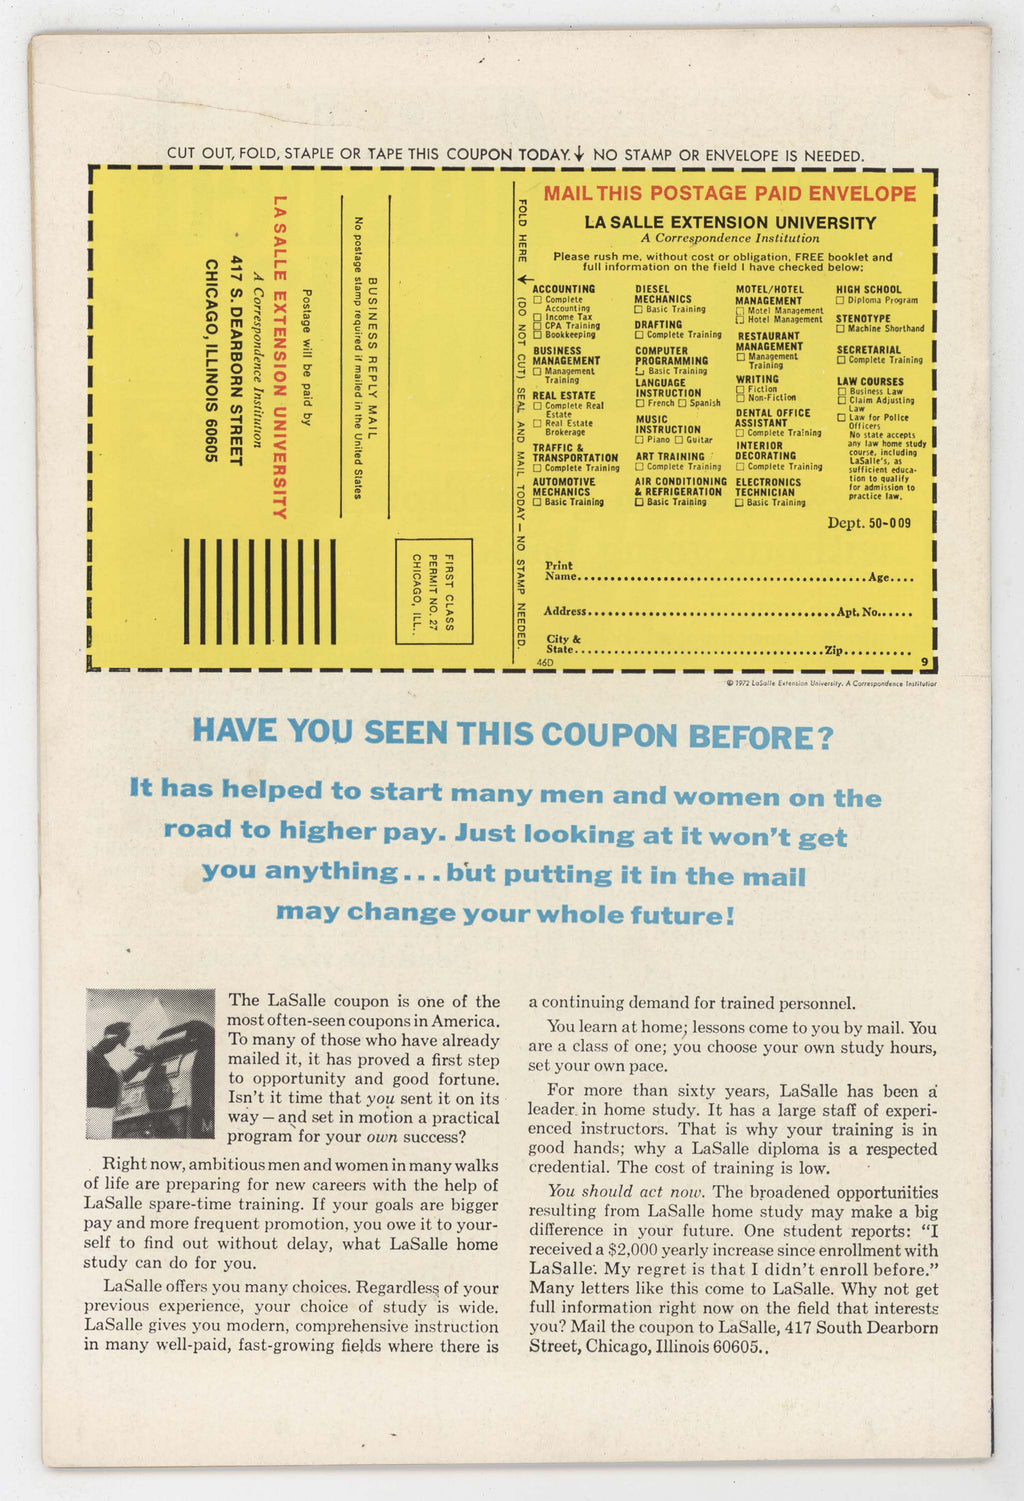 CUT OUT, FOLD, STAPLE OR TAPE THIS COUPON TODAY. ↓ NO STAMP OR ENVELOPE IS NEEDED.
BUSINESS REPLY MAIL
No postage stamp required if mailed in the United States
Postage will be paid by
LA SALLE EXTENSION UNIVERSITY
A Correspondence Institution
417 S. DEARBORN STREET
CHICAGO, ILLINOIS 60605
FIRST CLASS
PERMIT NO. 27
CHICAGO, ILL..
FOLD HERE ↓ (DO NOT CUT) SEAL AND MAIL TODAY — NO STAMP NEEDED.
MAIL THIS POSTAGE PAID ENVELOPE
LA SALLE EXTENSION UNIVERSITY
A Correspondence Institution
Please rush me, without cost or obligation, FREE booklet and
full information on the field I have checked below:
ACCOUNTING
☐ Complete
Accounting
☐ Income Tax
☐ CPA Training
☐ Bookkeeping
BUSINESS
MANAGEMENT
☐ Management
Training
REAL ESTATE
☐ Complete Real
Estate
☐ Real Estate
Brokerage
TRAFFIC &
TRANSPORTATION
☐ Complete Training
AUTOMOTIVE
MECHANICS
☐ Basic Training
DIESEL
MECHANICS
☐ Basic Training
DRAFTING
☐ Complete Training
COMPUTER
PROGRAMMING
☐ Basic Training
LANGUAGE
INSTRUCTION
☐ French ☐ Spanish
MUSIC
INSTRUCTION
☐ Piano ☐ Guitar
ART TRAINING
☐ Complete Training
AIR CONDITIONING
& REFRIGERATION
☐ Basic Training
MOTEL/HOTEL
MANAGEMENT
☐ Motel Management
☐ Hotel Management
RESTAURANT
MANAGEMENT
☐ Management
Training
WRITING
☐ Fiction
☐ Non-Fiction
DENTAL OFFICE
ASSISTANT
☐ Complete Training
INTERIOR
DECORATING
☐ Complete Training
ELECTRONICS
TECHNICIAN
☐ Basic Training
HIGH SCHOOL
☐ Diploma Program
STENOTYPE
☐ Machine Shorthand
SECRETARIAL
☐ Complete Training
LAW COURSES
☐ Business Law
☐ Claim Adjusting
Law
☐ Law for Police
Officers
No state accepts
any law home study
course, including
LaSalle's, as
sufficient educa-
tion to qualify
for admission to
practice law.
Dept. 50-009
Print
Name..........Age....
Address..........Apt. No......
City &
State..........Zip..........
46D 9
© 1972 LaSalle Extension University. A Correspondence Institution
HAVE YOU SEEN THIS COUPON BEFORE?
It has helped to start many men and women on the
road to higher pay. Just looking at it won't get
you anything...but putting it in the mail
may change your whole future!
The LaSalle coupon is one of the
most often-seen coupons in America.
To many of those who have already
mailed it, it has proved a first step
to opportunity and good fortune.
Isn't it time that you sent it on its
way — and set in motion a practical
program for your own success?
Right now, ambitious men and women in many walks
of life are preparing for new careers with the help of
LaSalle spare-time training. If your goals are bigger
pay and more frequent promotion, you owe it to your-
self to find out without delay, what LaSalle home
study can do for you.
LaSalle offers you many choices. Regardless of your
previous experience, your choice of study is wide.
LaSalle gives you modern, comprehensive instruction
in many well-paid, fast-growing fields where there is
a continuing demand for trained personnel.
You learn at home; lessons come to you by mail. You
are a class of one; you choose your own study hours,
set your own pace.
For more than sixty years, LaSalle has been a
leader in home study. It has a large staff of experi-
enced instructors. That is why your training is in
good hands; why a LaSalle diploma is a respected
credential. The cost of training is low.
You should act now. The broadened opportunities
resulting from LaSalle home study may make a big
difference in your future. One student reports: "I
received a $2,000 yearly increase since enrollment with
LaSalle. My regret is that I didn't enroll before."
Many letters like this come to LaSalle. Why not get
full information right now on the field that interests
you? Mail the coupon to LaSalle, 417 South Dearborn
Street, Chicago, Illinois 60605..